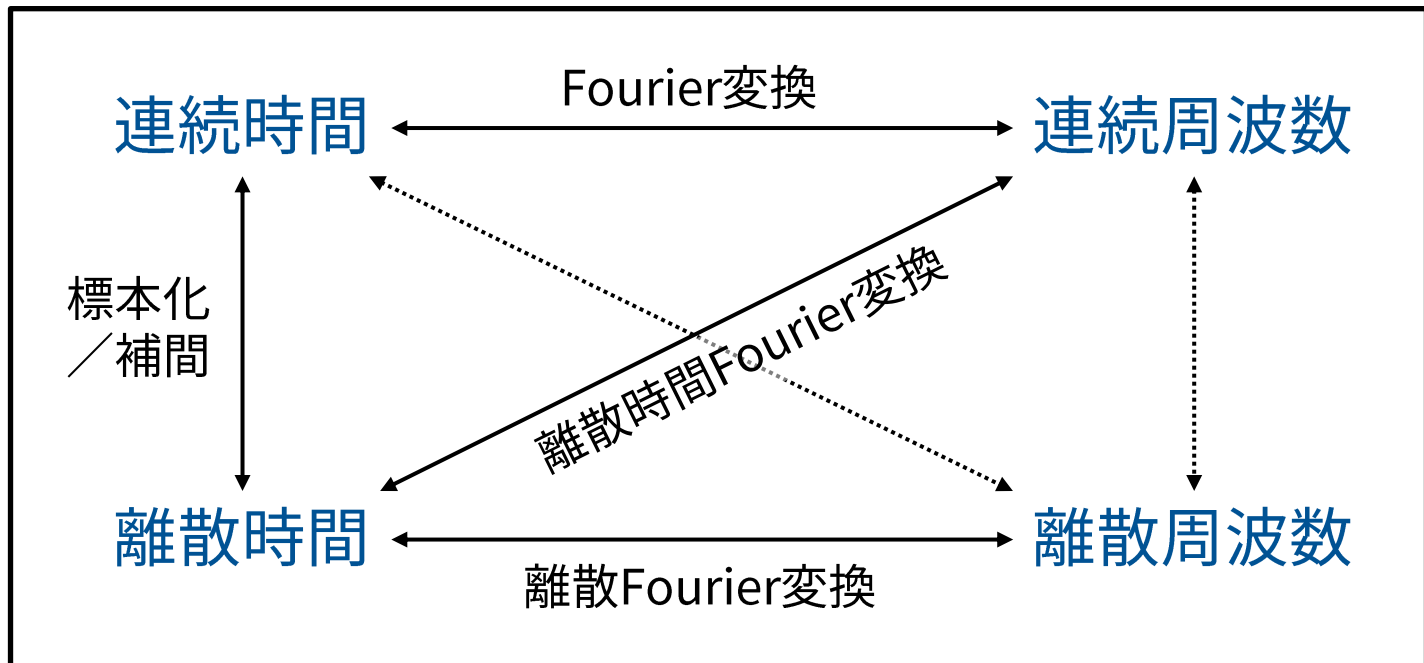 Fourier変換
連続時間
連続周波数
標本化
／補間
離散時間Fourier変換
離散時間
離散周波数
離散Fourier変換